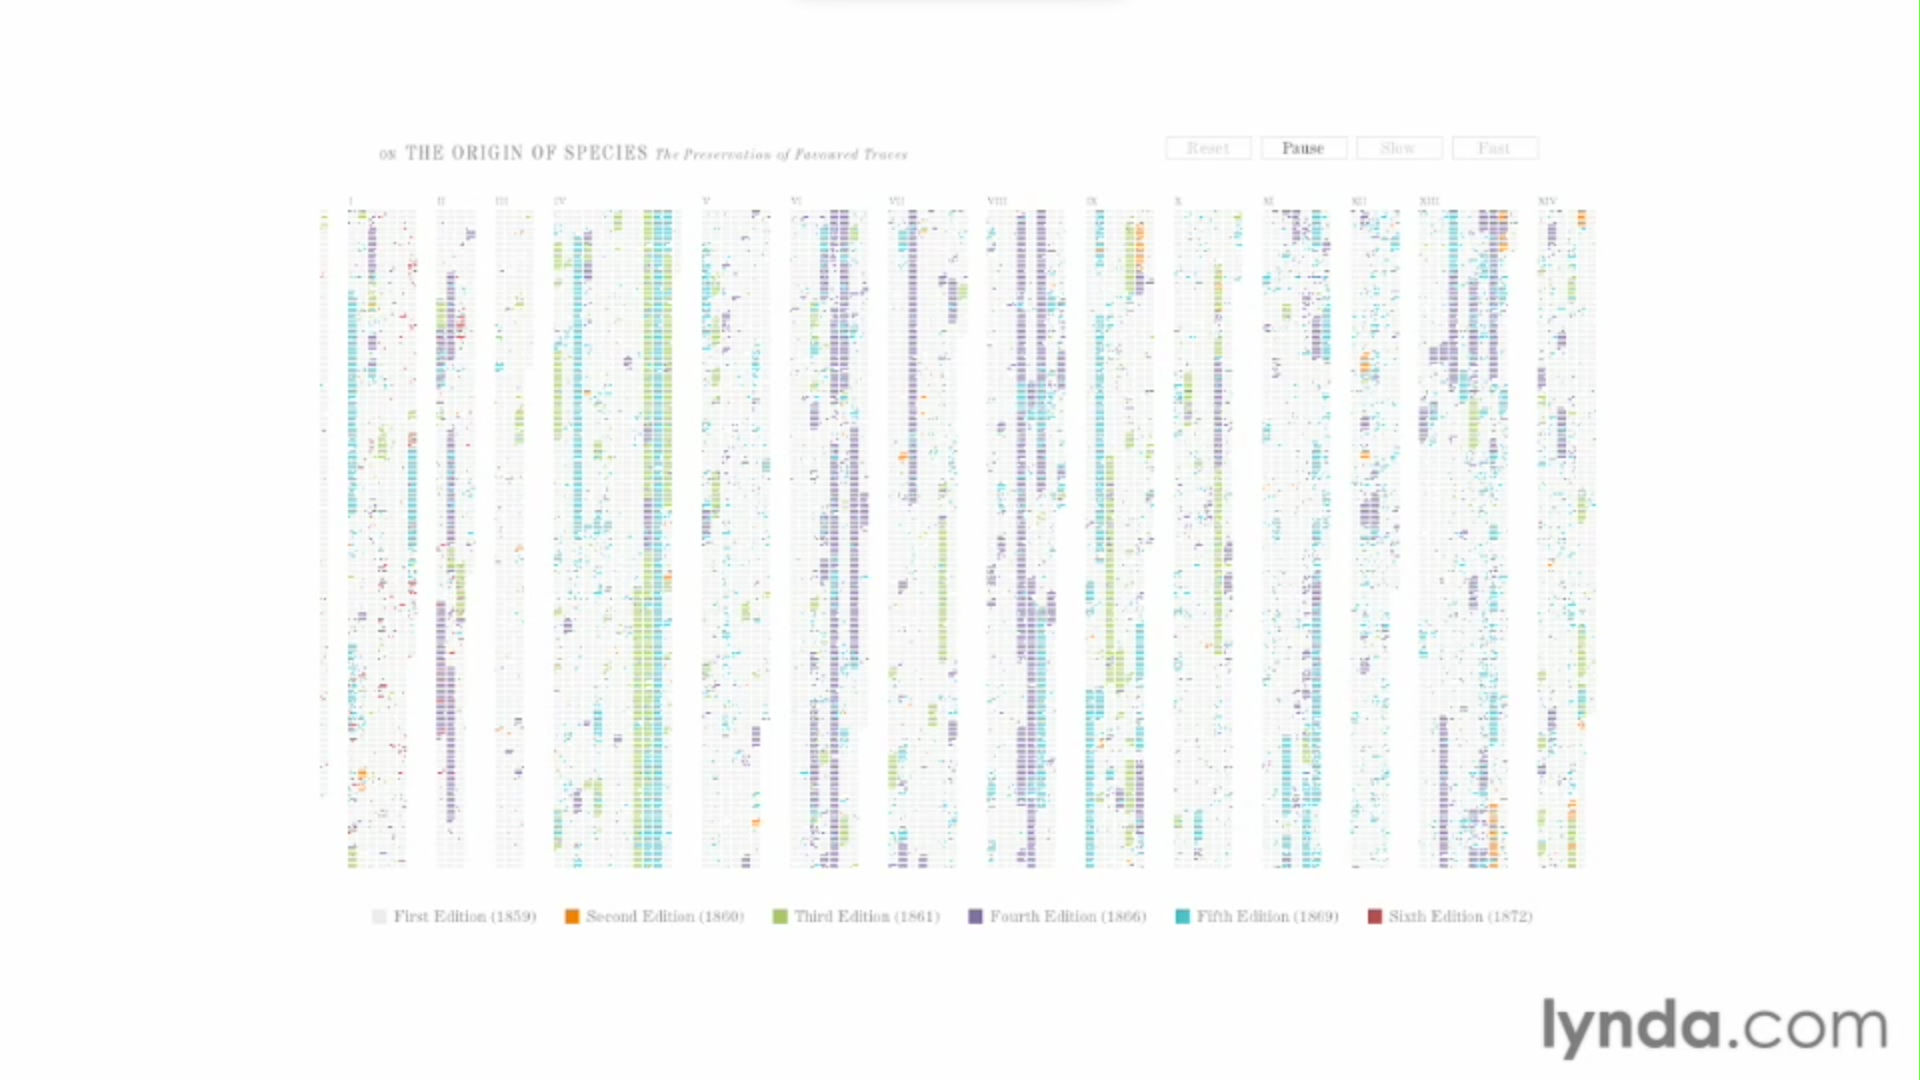 ON THE ORIGIN OF SPECIES The Preservation of Favoured Traces
Reset Pause Slow Fast
I II III IV V VI VII VIII IX X XI XII XIII XIV
First Edition (1859) Second Edition (1860) Third Edition (1861) Fourth Edition (1866) Fifth Edition (1869) Sixth Edition (1872)
lynda.com